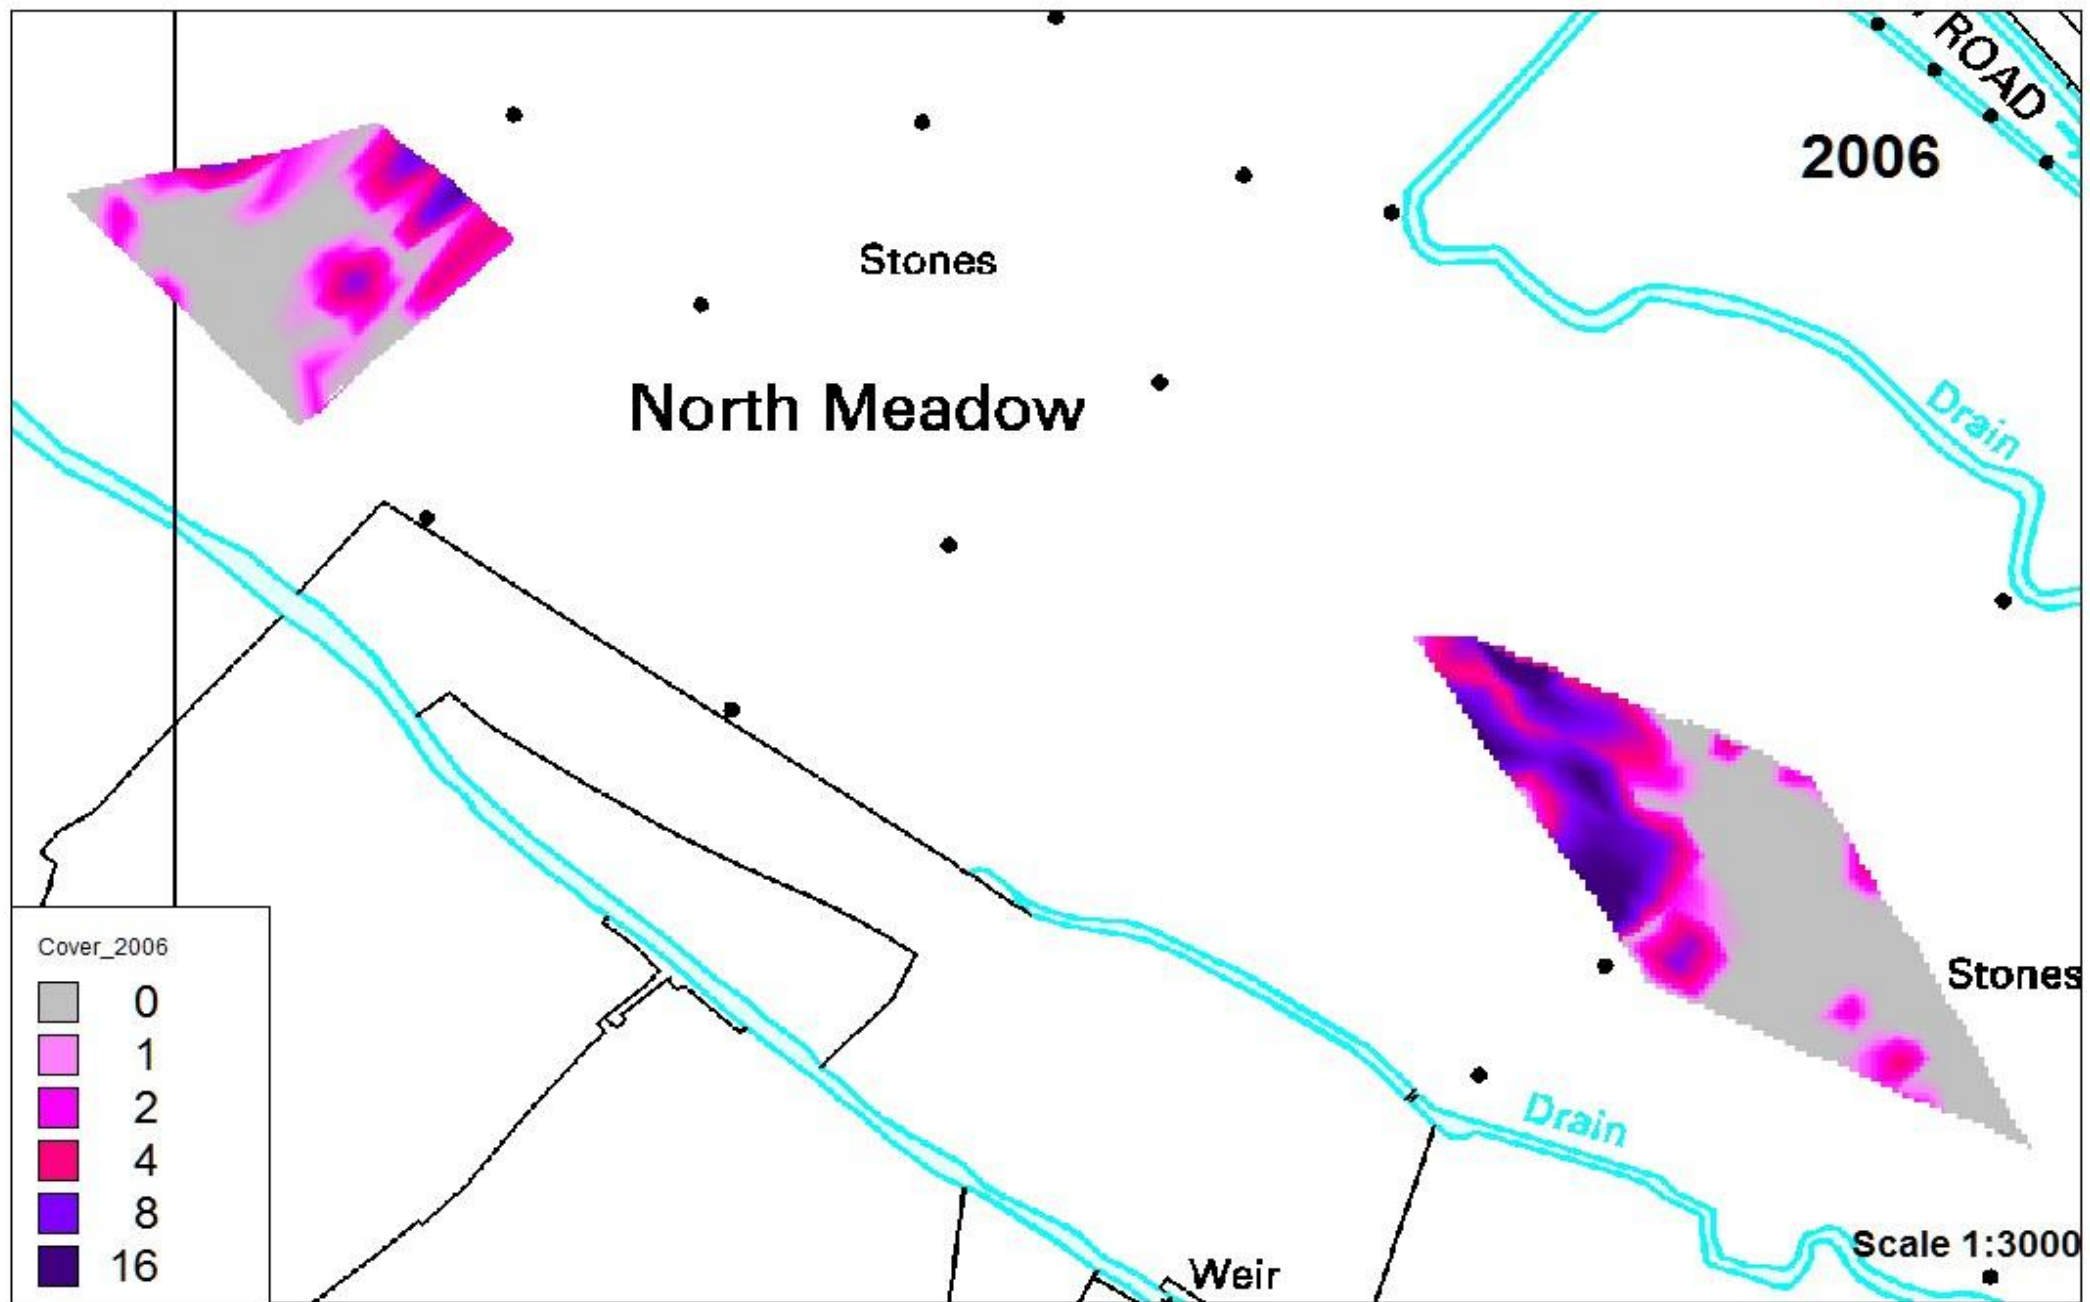 ROAD
2006
Stones
North Meadow
Drain
Stones
Drain
Scale 1:3000
Weir
Cover_2006
0
1
2
4
8
16